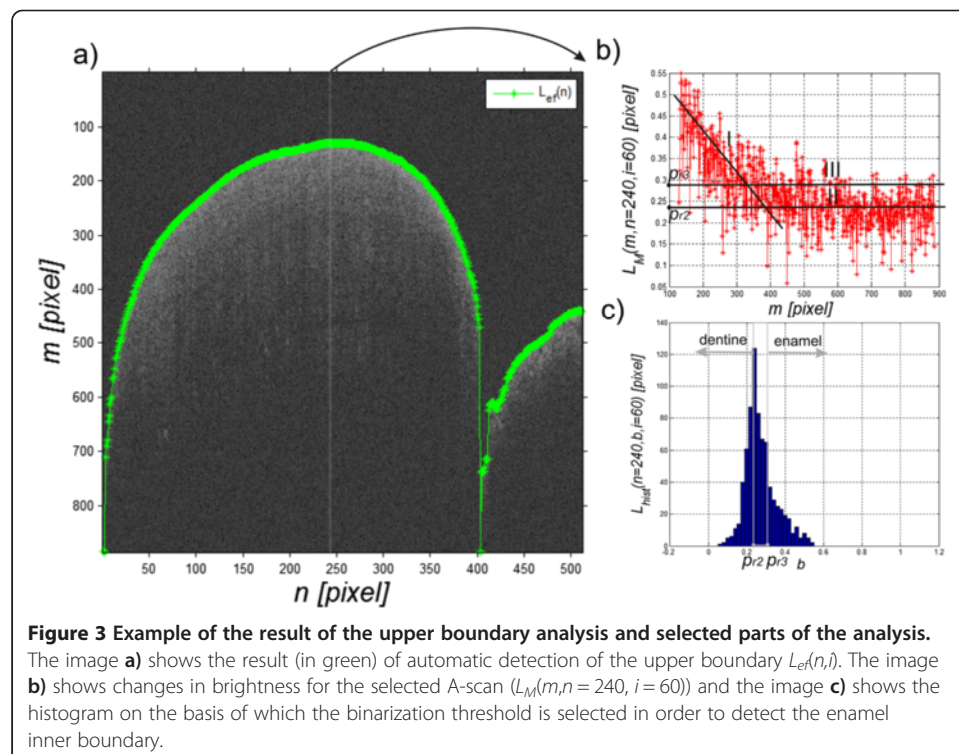 a)
L_ef(n)
100
200
300
400
500
600
700
800
m [pixel]
50 100 150 200 250 300 350 400 450 500
n [pixel]
b)
L_M(m,n=240,i=60) [pixel]
0.55
0.5
0.45
0.4
0.35
0.3
0.25
0.2
0.15
0.1
0.05
p_r3
p_r2
I
III
II
100 200 300 400 500 600 700 800 900
m [pixel]
c)
L_hist(n=240,b,i=60) [pixel]
140
120
100
80
60
40
20
0
dentine enamel
-0.2 0 0.2 0.4 0.6 0.8 1 1.2
p_r2 p_r3 b
Figure 3 Example of the result of the upper boundary analysis and selected parts of the analysis.
The image a) shows the result (in green) of automatic detection of the upper boundary L_ef(n,i). The image
b) shows changes in brightness for the selected A-scan (L_M(m,n = 240, i = 60)) and the image c) shows the
histogram on the basis of which the binarization threshold is selected in order to detect the enamel
inner boundary.